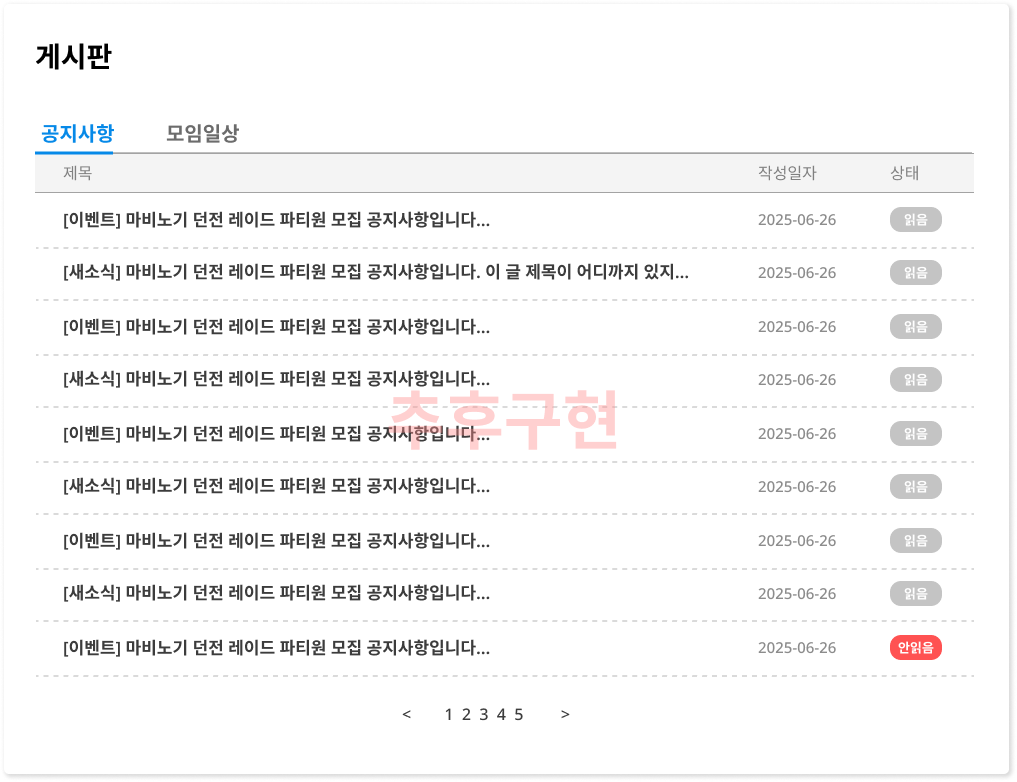 게시판
공지사항 모임일상
제목 작성일자 상태
[이벤트] 마비노기 던전 레이드 파티원 모집 공지사항입니다... 2025-06-26 읽음
[새소식] 마비노기 던전 레이드 파티원 모집 공지사항입니다. 이 글 제목이 어디까지 있지... 2025-06-26 읽음
[이벤트] 마비노기 던전 레이드 파티원 모집 공지사항입니다... 2025-06-26 읽음
[새소식] 마비노기 던전 레이드 파티원 모집 공지사항입니다... 2025-06-26 읽음
추후구현
[이벤트] 마비노기 던전 레이드 파티원 모집 공지사항입니다... 2025-06-26 읽음
[새소식] 마비노기 던전 레이드 파티원 모집 공지사항입니다... 2025-06-26 읽음
[이벤트] 마비노기 던전 레이드 파티원 모집 공지사항입니다... 2025-06-26 읽음
[새소식] 마비노기 던전 레이드 파티원 모집 공지사항입니다... 2025-06-26 읽음
[이벤트] 마비노기 던전 레이드 파티원 모집 공지사항입니다... 2025-06-26 안읽음
< 1 2 3 4 5 >